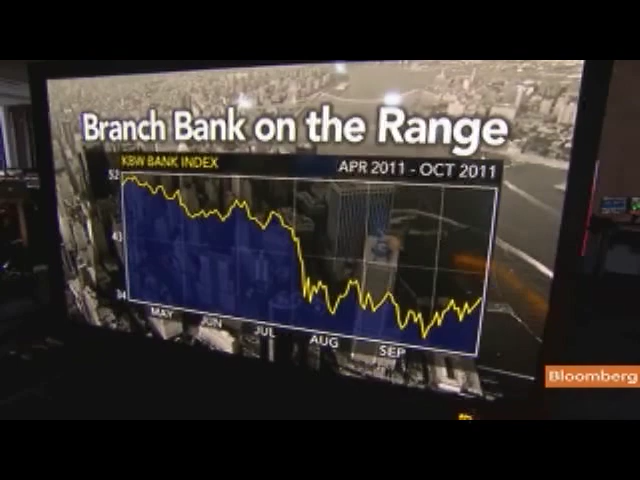 Branch Bank on the Range
KBW BANK INDEX
APR 2011 - OCT 2011
52
43
34
MAY
JUN
JUL
AUG
SEP
Bloomberg